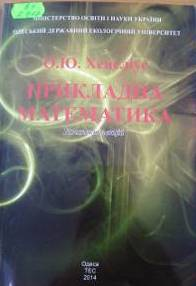 МІНІСТЕРСТВО ОСВІТИ І НАУКИ УКРАЇНИ
ОДЕСЬКИЙ ДЕРЖАВНИЙ ЕКОЛОГІЧНИЙ УНІВЕРСИТЕТ
О.Ю.
ПРИКЛАДНА
МАТЕМАТИКА
Одеса
ТЕС
2014